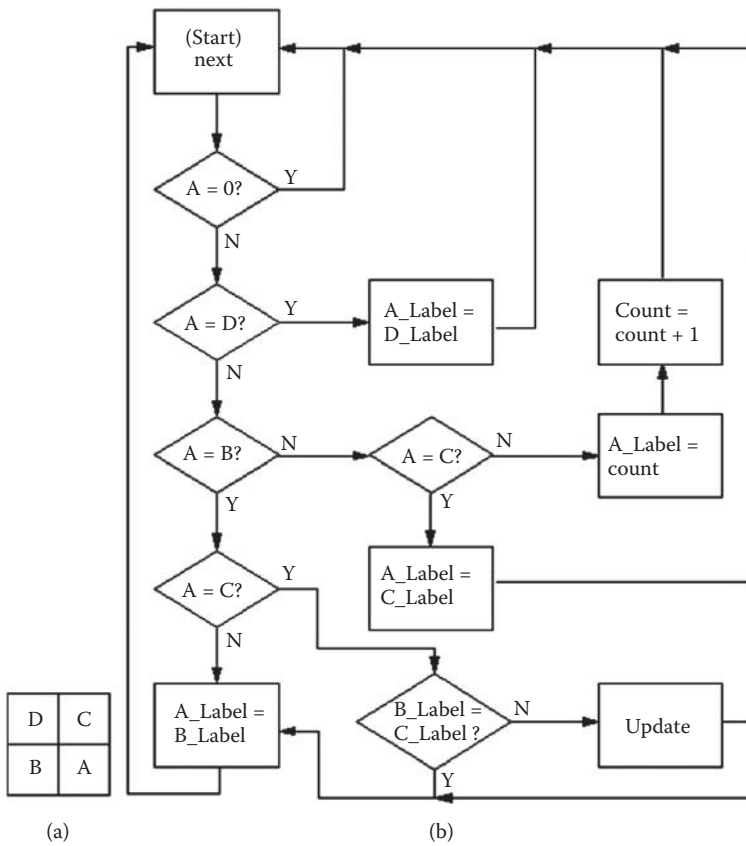 (Start)
next
A = 0?
Y
N
A = D?
Y
A_Label =
D_Label
Count =
count + 1
N
A = B?
N
A = C?
N
A_Label =
count
Y
Y
A = C?
Y
A_Label =
C_Label
N
D
C
B
A
A_Label =
B_Label
B_Label =
C_Label ?
N
Update
Y
(a)
(b)